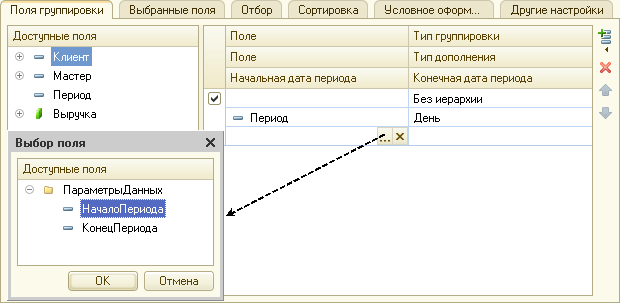 Поля группировки
Выбранные поля
Отбор
Сортировка
Условное оформ...
Другие настройки
Доступные поля
Клиент
Мастер
Период
Выручка
Поле
Тип группировки
Поле
Тип дополнения
Начальная дата периода
Конечная дата периода
Без иерархии
Период
День
...
Выбор поля
Доступные поля
ПараметрыДанных
НачалоПериода
КонецПериода
ОК
Отмена